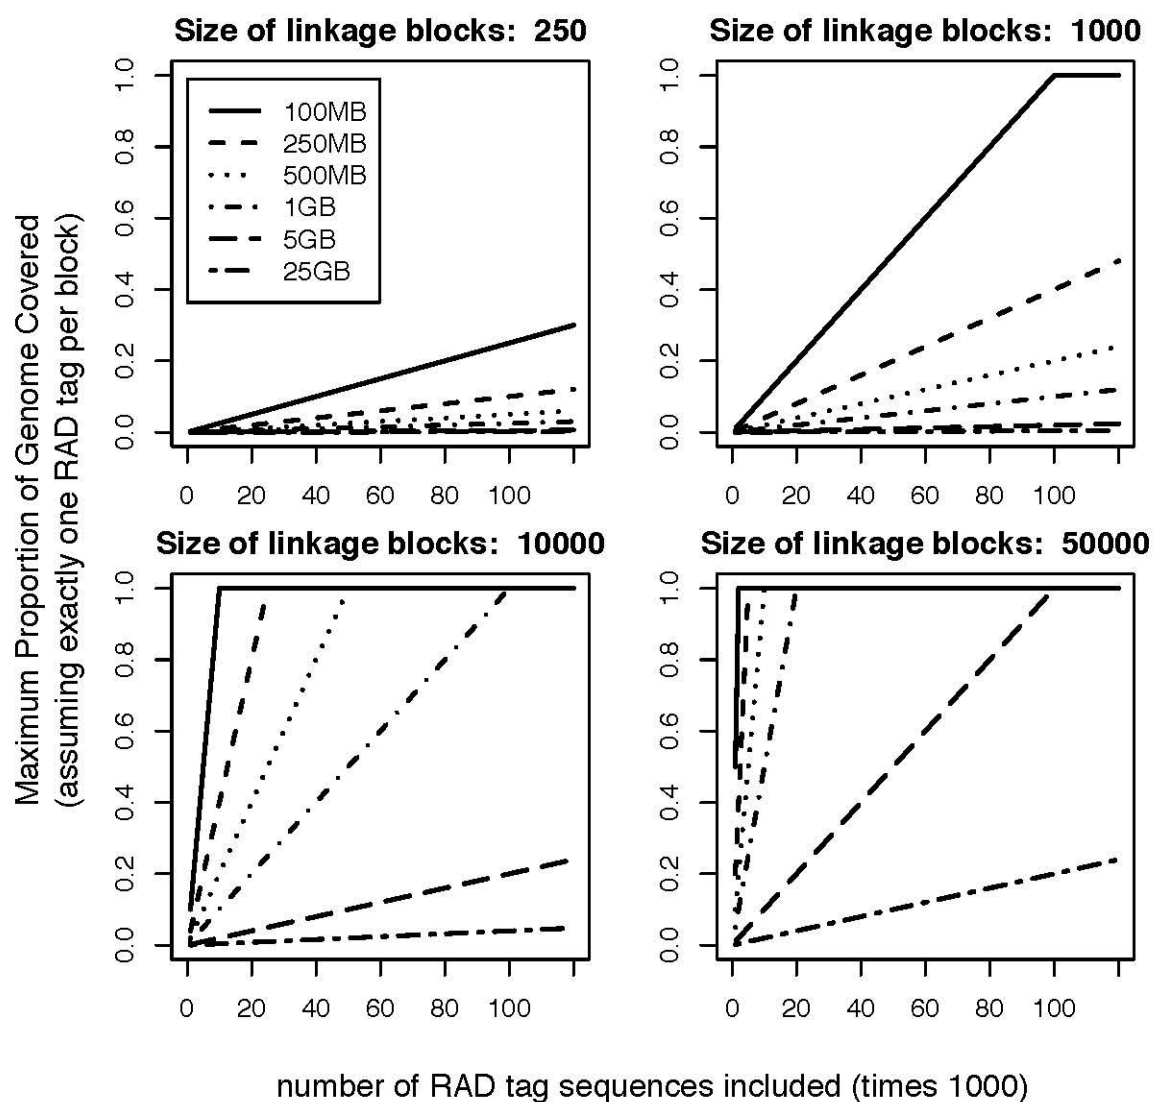 Size of linkage blocks: 250
1.0
0.8
0.6
0.4
0.2
0.0
100MB
250MB
500MB
1GB
5GB
25GB
0 20 40 60 80 100
Size of linkage blocks: 1000
1.0
0.8
0.6
0.4
0.2
0.0
0 20 40 60 80 100
Size of linkage blocks: 10000
1.0
0.8
0.6
0.4
0.2
0.0
0 20 40 60 80 100
Size of linkage blocks: 50000
1.0
0.8
0.6
0.4
0.2
0.0
0 20 40 60 80 100
Maximum Proportion of Genome Covered
(assuming exactly one RAD tag per block)
number of RAD tag sequences included (times 1000)